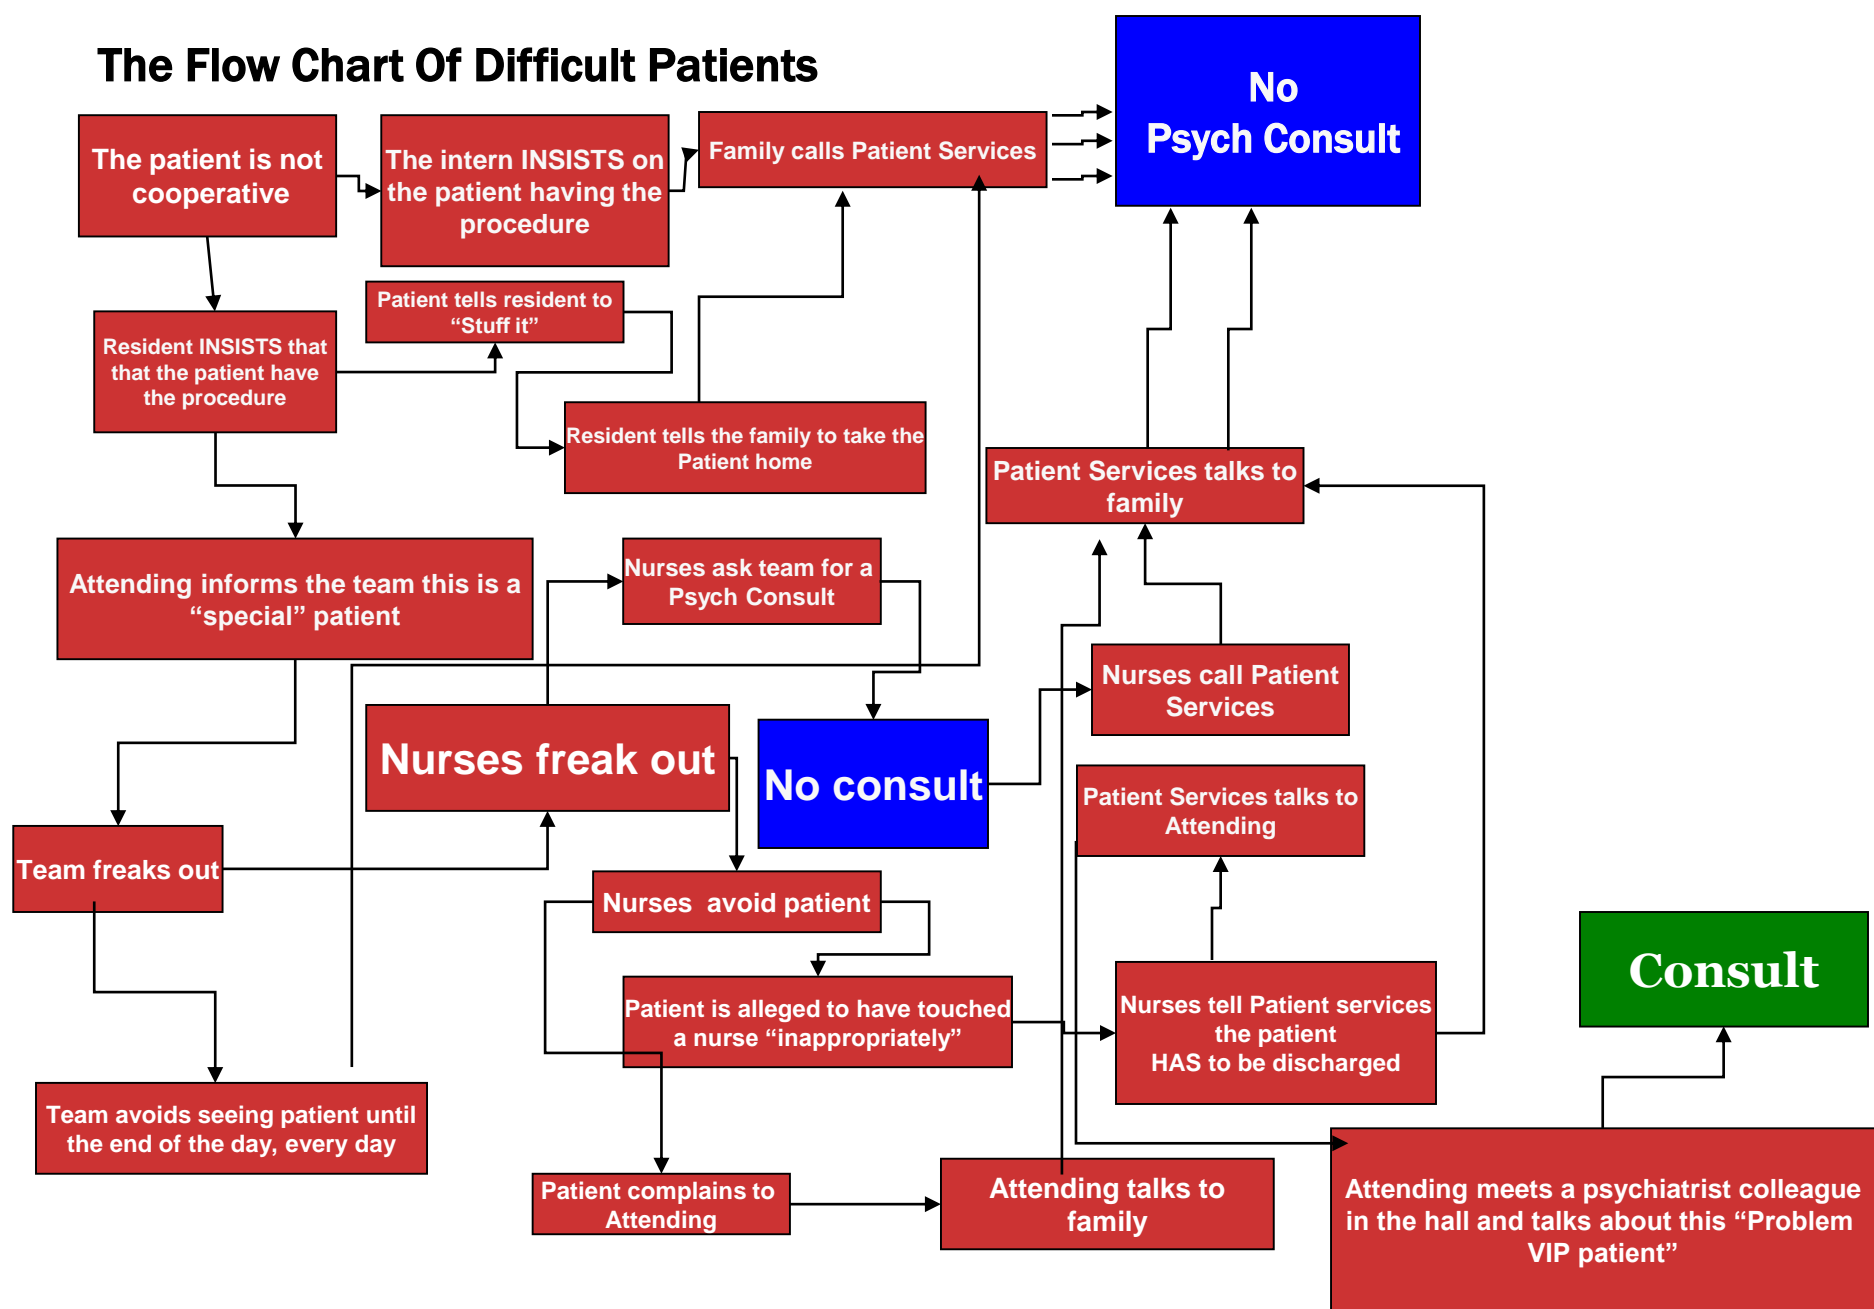 The Flow Chart Of Difficult Patients
No
Psych Consult
The patient is not
cooperative
The intern INSISTS on
the patient having the
procedure
Family calls Patient Services
Patient tells resident to
“Stuff it”
Resident INSISTS that
that the patient have
the procedure
Resident tells the family to take the
Patient home
Patient Services talks to
family
Attending informs the team this is a
“special” patient
Nurses ask team for a
Psych Consult
Nurses call Patient
Services
Nurses freak out
No consult
Patient Services talks to
Attending
Team freaks out
Nurses  avoid patient
Consult
Patient is alleged to have touched
a nurse “inappropriately”
Nurses tell Patient services
the patient
HAS to be discharged
Team avoids seeing patient until
the end of the day, every day
Patient complains to
Attending
Attending talks to
family
Attending meets a psychiatrist colleague
in the hall and talks about this “Problem
VIP patient”